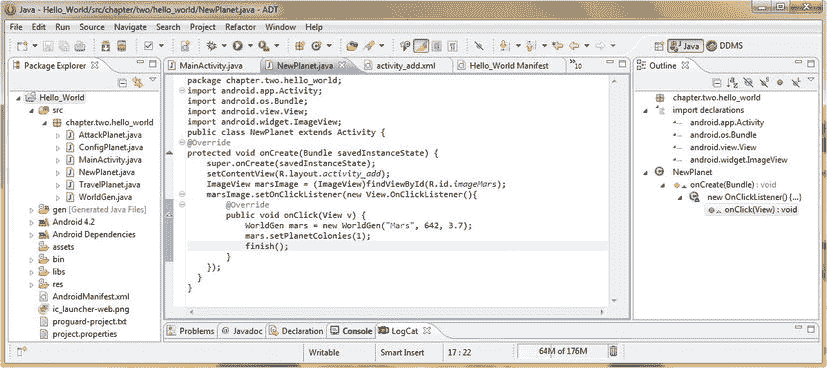 Java - Hello_World/src/chapter/two/hello_world/NewPlanet.java - ADT
File Edit Run Source Navigate Search Project Refactor Window Help
Java DDMS
Package Explorer
Hello_World
src
chapter.two.hello_world
AttackPlanet.java
ConfigPlanet.java
MainActivity.java
NewPlanet.java
TravelPlanet.java
WorldGen.java
gen [Generated Java Files]
Android 4.2
Android Dependencies
assets
bin
libs
res
AndroidManifest.xml
ic_launcher-web.png
proguard-project.txt
project.properties
MainActivity.java NewPlanet.java activity_add.xml Hello_World Manifest 10
package chapter.two.hello_world;
import android.app.Activity;
import android.os.Bundle;
import android.view.View;
import android.widget.ImageView;
public class NewPlanet extends Activity {
@Override
protected void onCreate(Bundle savedInstanceState) {
super.onCreate(savedInstanceState);
setContentView(R.layout.activity_add);
ImageView marsImage = (ImageView)findViewById(R.id.imageMars);
marsImage.setOnClickListener(new View.OnClickListener(){
@Override
public void onClick(View v) {
WorldGen mars = new WorldGen("Mars", 642, 3.7);
mars.setPlanetColonies(1);
finish();
}
});
}
}
Outline
chapter.two.hello_world
import declarations
android.app.Activity
android.os.Bundle
android.view.View
android.widget.ImageView
NewPlanet
onCreate(Bundle) : void
new OnClickListener() {...}
onClick(View) : void
Problems Javadoc Declaration Console LogCat
Writable Smart Insert 17 : 22 64M of 176M